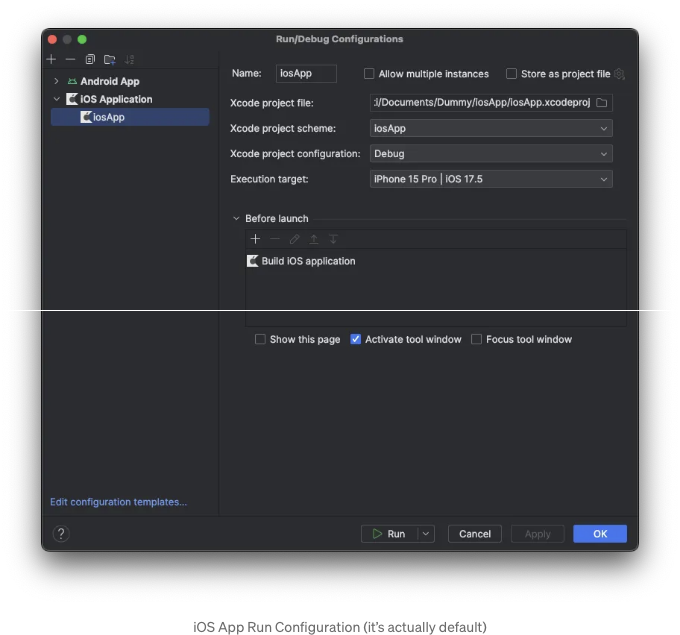 Run/Debug Configurations
Name: iosApp Allow multiple instances Store as project file
Android App
iOS Application
iosApp
Xcode project file: :i/Documents/Dummy/iosApp/iosApp.xcodeproj
Xcode project scheme: iosApp
Xcode project configuration: Debug
Execution target: iPhone 15 Pro | iOS 17.5
Before launch
Build iOS application
Show this page Activate tool window Focus tool window
Edit configuration templates...
? Run Cancel Apply OK
iOS App Run Configuration (it's actually default)